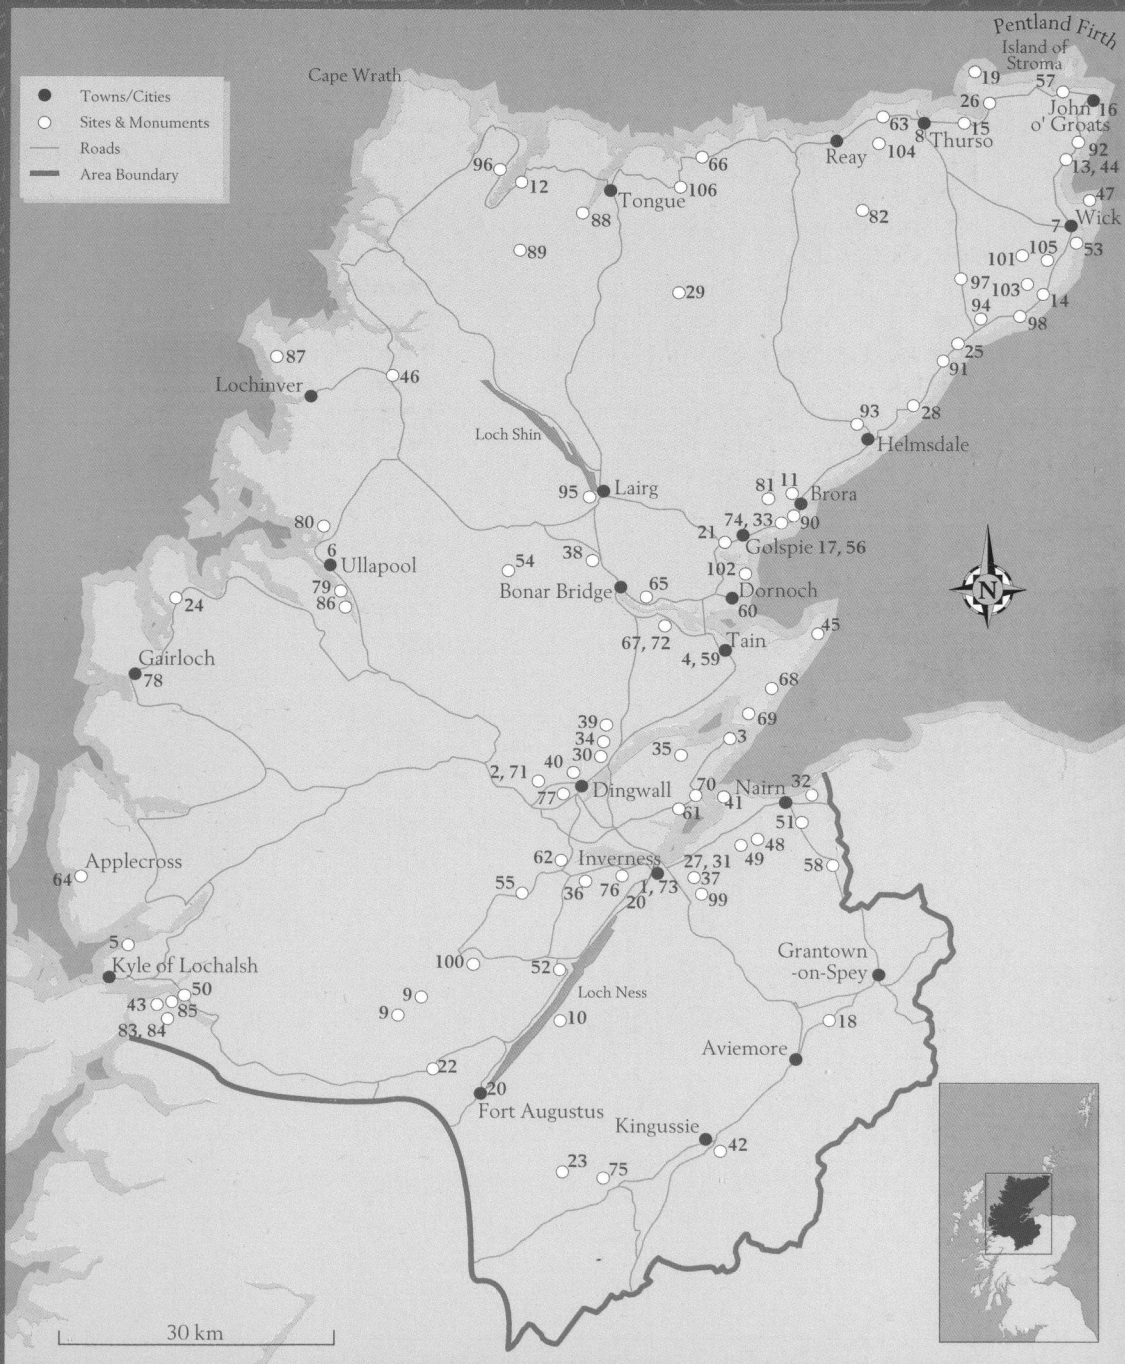 Pentland Firth
Island of
Stroma
19
57
Cape Wrath
Towns/Cities
Sites & Monuments
Roads
Area Boundary
26
John
o' Groats
16
63
8
Thurso
15
Reay
104
92
13, 44
66
96
12
106
Tongue
88
47
82
7
Wick
53
89
101
105
29
97
103
14
94
98
25
91
87
46
Lochinver
93
28
Helmsdale
Loch Shin
95
Lairg
81
11
Brora
80
74, 33
90
21
6
Ullapool
38
Golspie 17, 56
54
102
79
86
Bonar Bridge
65
Dornoch
60
24
67, 72
45
Tain
4, 59
Gairloch
78
68
69
39
34
30
35
3
40
2, 71
77
Dingwall
70
41
Nairn
32
61
51
48
49
Applecross
64
62
Inverness
27, 31
58
55
36
76
20
1, 73
37
99
5
Kyle of Lochalsh
100
52
Grantown
-on-Spey
50
43
85
83, 84
9
9
Loch Ness
10
18
22
Aviemore
20
Fort Augustus
Kingussie
42
23
75
N
30 km